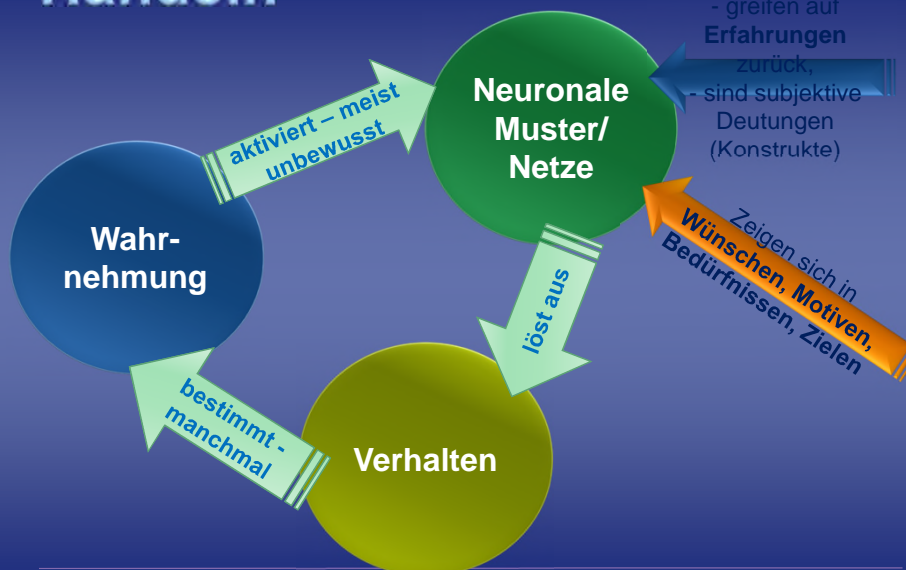 - greifen auf
Erfahrungen
zurück,
- sind subjektive
Deutungen
(Konstrukte)
Neuronale
Muster/
Netze
aktiviert – meist
unbewusst
Wahr-
nehmung
Zeigen sich in
Wünschen, Motiven,
Bedürfnissen, Zielen
löst aus
bestimmt -
manchmal
Verhalten